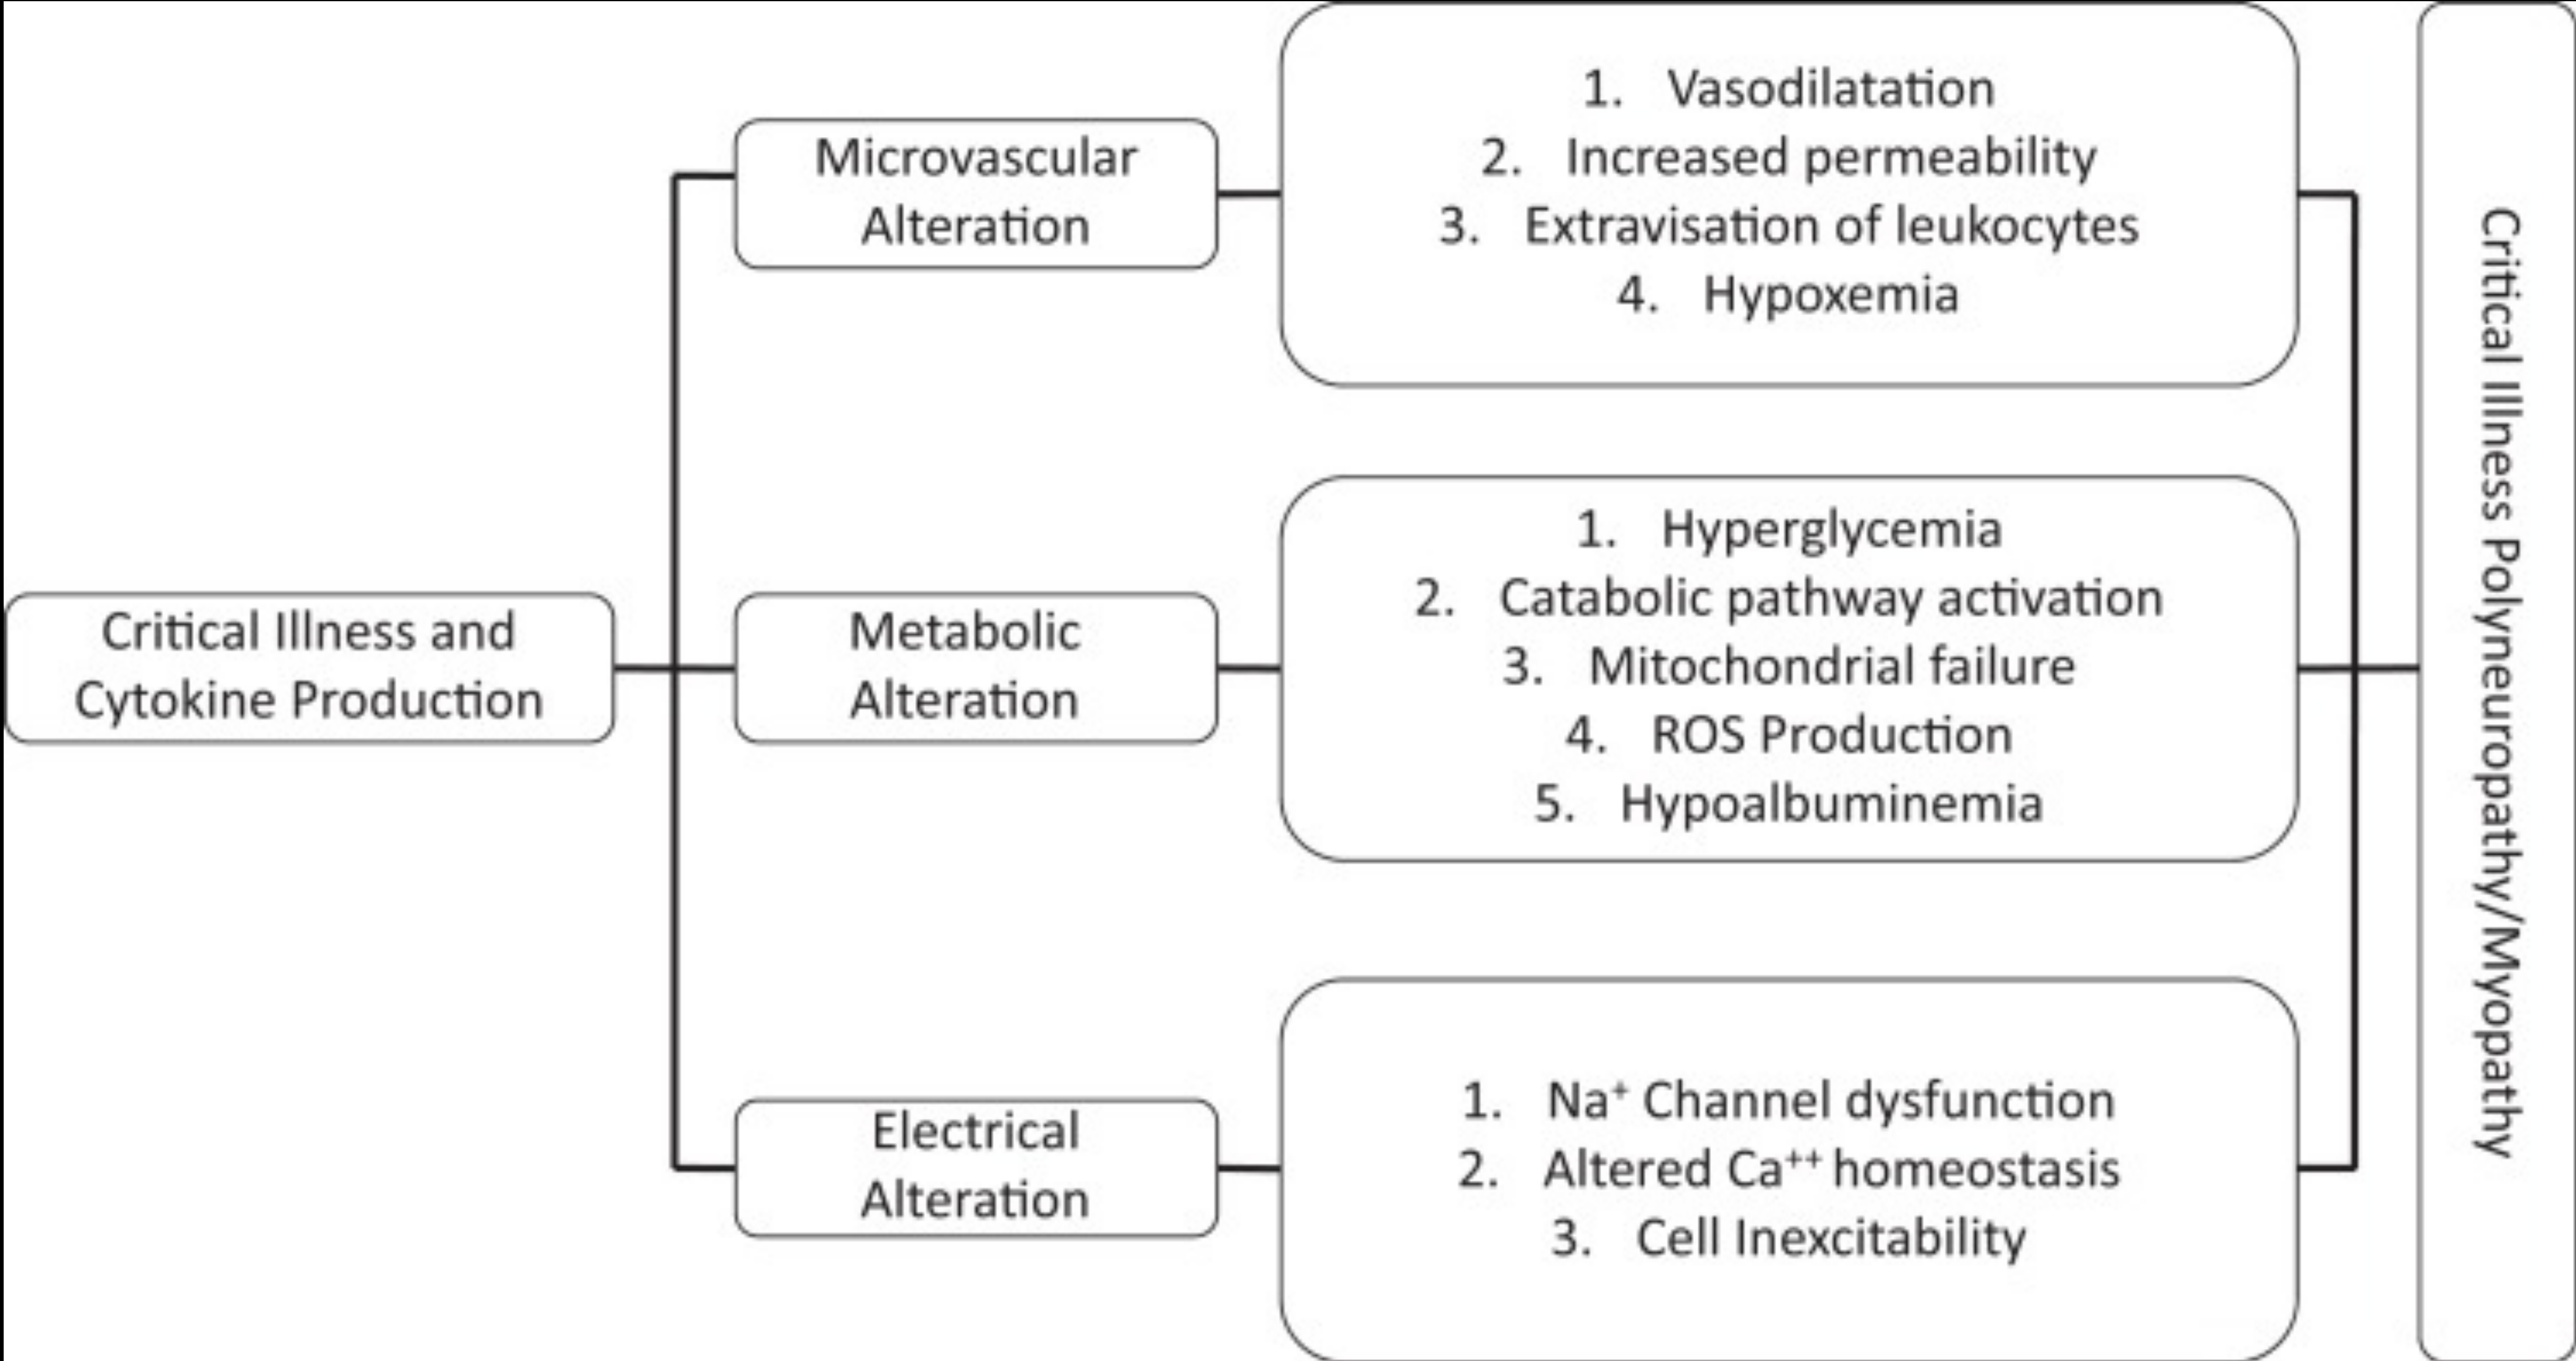 Critical Illness and
Cytokine Production
Microvascular
Alteration
1. Vasodilatation
2. Increased permeability
3. Extravisation of leukocytes
4. Hypoxemia
Metabolic
Alteration
1. Hyperglycemia
2. Catabolic pathway activation
3. Mitochondrial failure
4. ROS Production
5. Hypoalbuminemia
Electrical
Alteration
1. Na⁺ Channel dysfunction
2. Altered Ca⁺⁺ homeostasis
3. Cell Inexcitability
Critical Illness Polyneuropathy/Myopathy